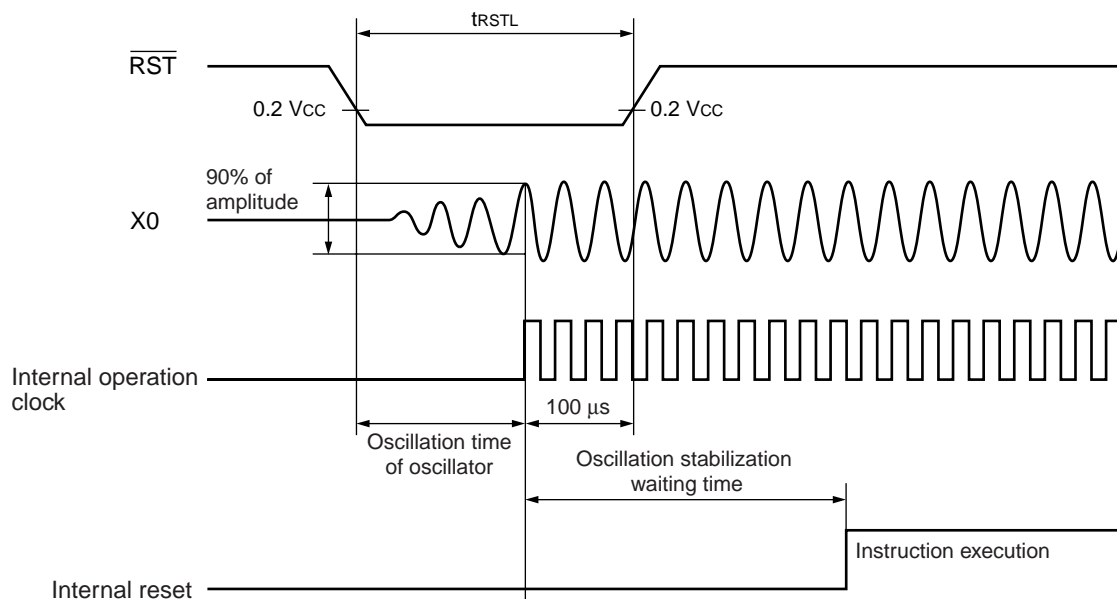 tRSTL
RST
0.2 VCC
0.2 VCC
90% of
amplitude
X0
Internal operation
clock
100 μs
Oscillation time
of oscillator
Oscillation stabilization
waiting time
Instruction execution
Internal reset